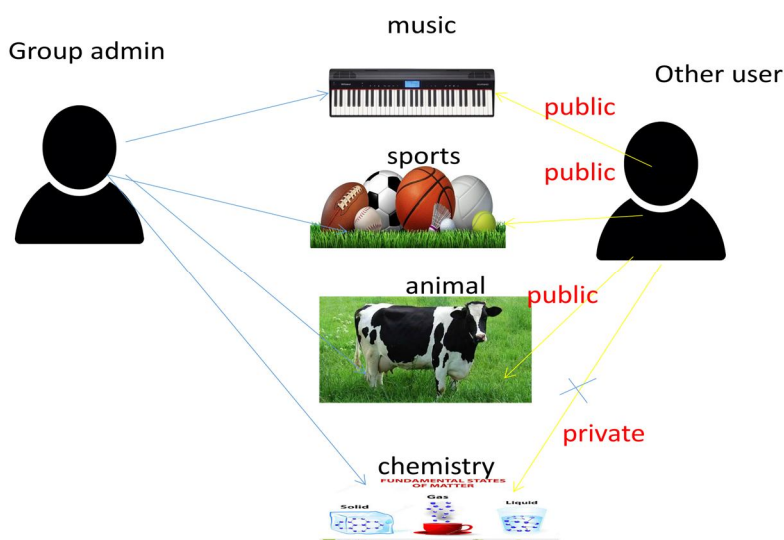 music
Group admin
Other user
public
sports
public
animal
public
private
chemistry
FUNDAMENTAL STATES
OF MATTER
Gas
Solid
Liquid